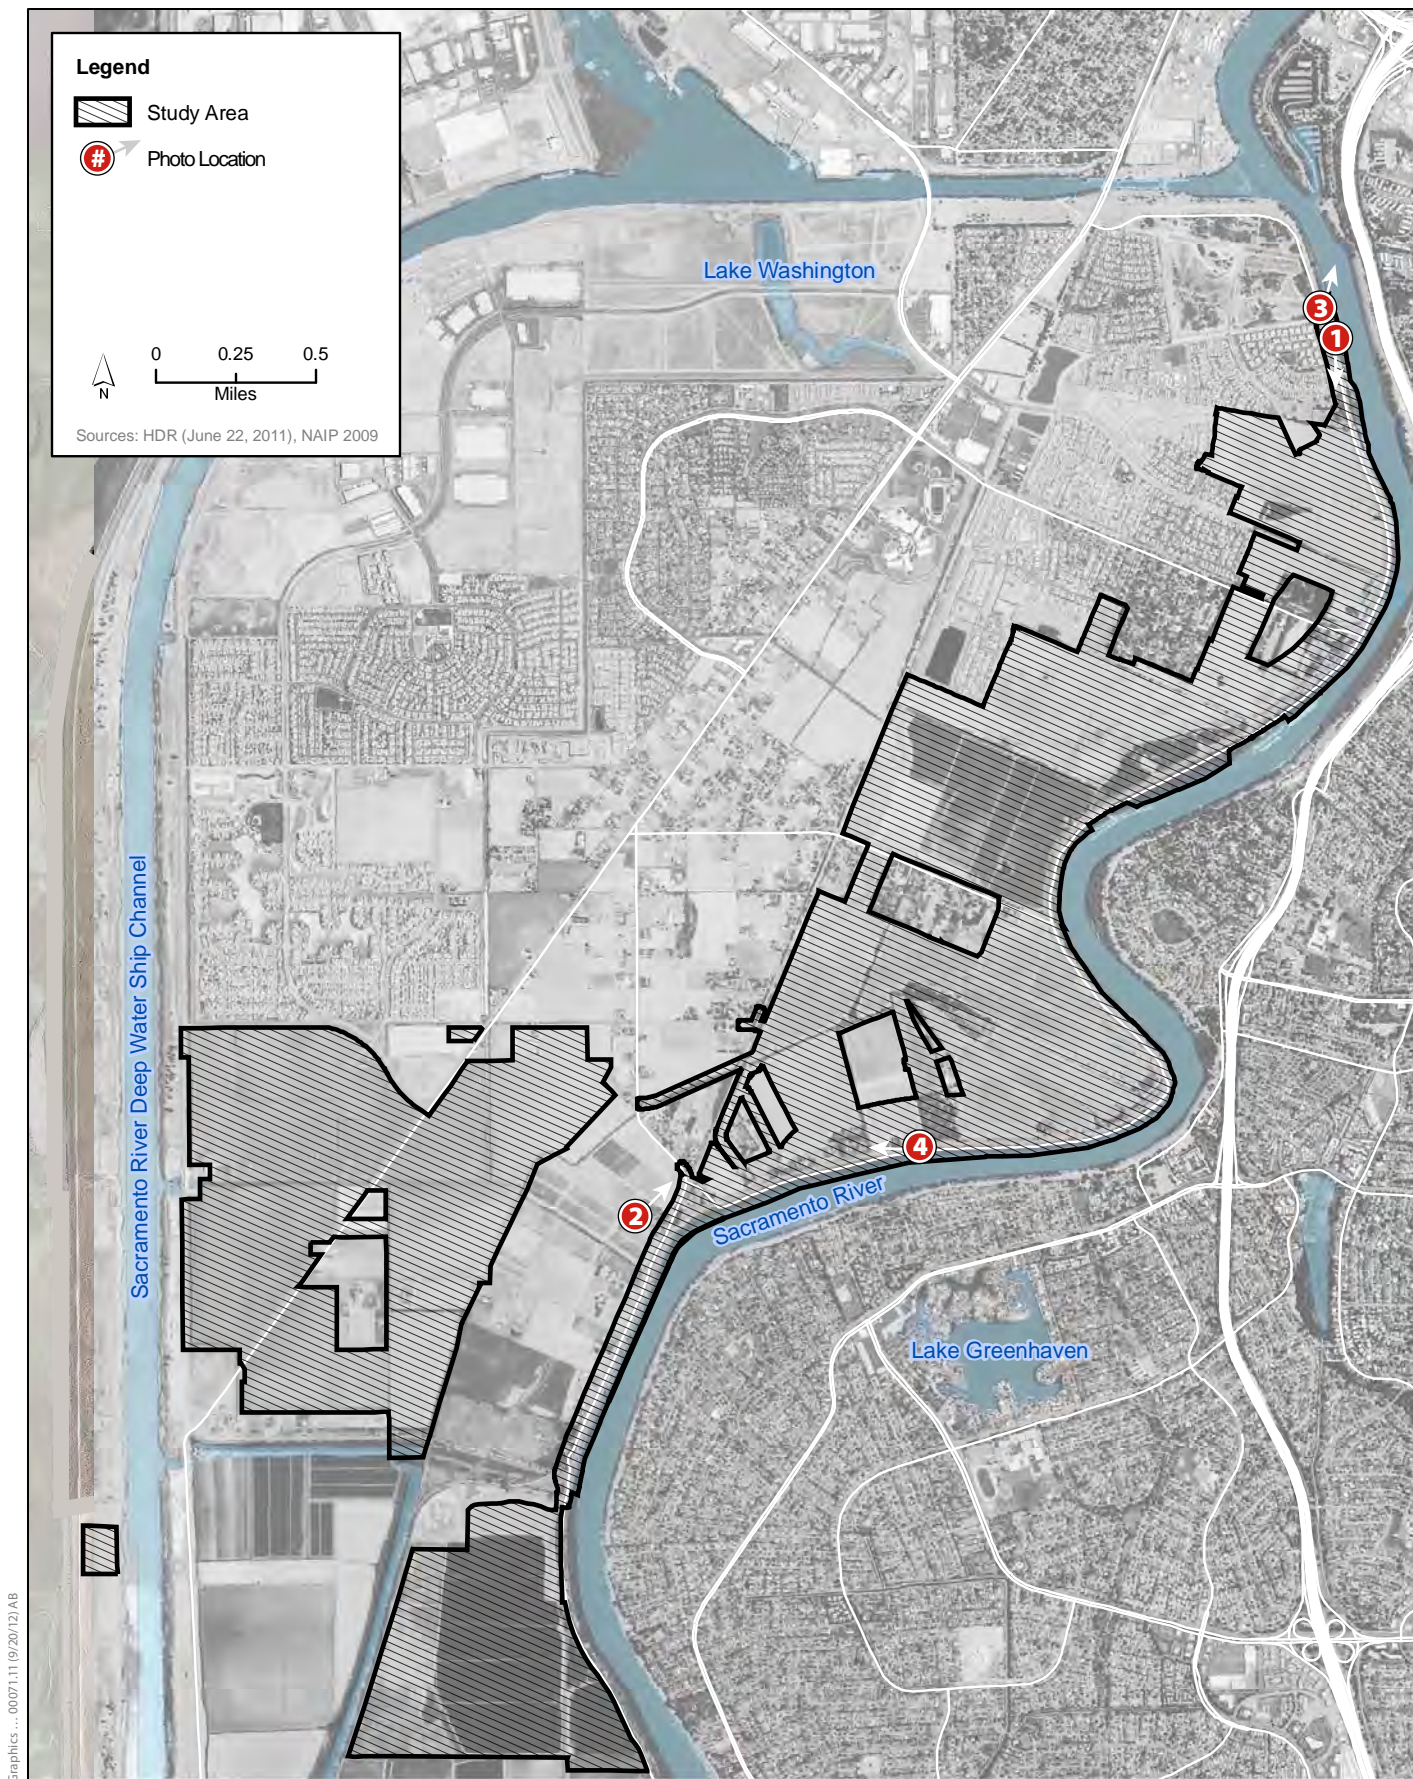 Legend
Study Area
# Photo Location
0 0.25 0.5
Miles
N
Sources: HDR (June 22, 2011), NAIP 2009
Lake Washington
3
1
Sacramento River Deep Water Ship Channel
4
2
Sacramento River
Lake Greenhaven
Graphics … 00071.11 (9/20/12) AB